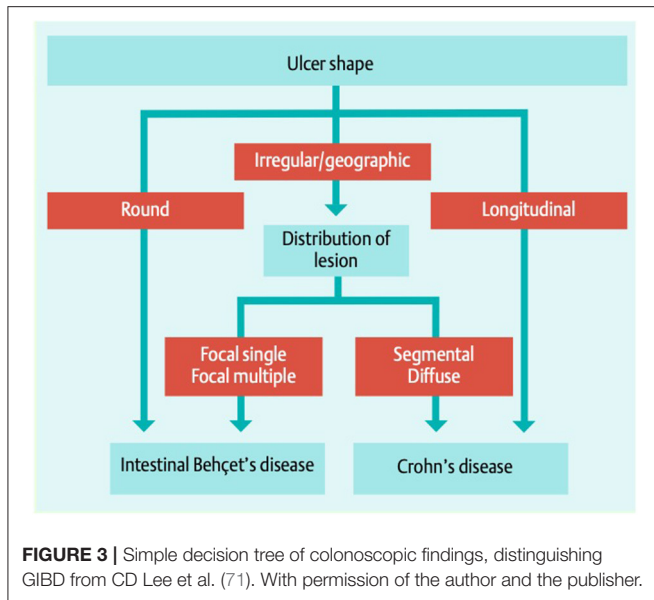 Ulcer shape
Irregular/geographic
Round
Longitudinal
Distribution of
lesion
Focal single
Focal multiple
Segmental
Diffuse
Intestinal Behçet's disease
Crohn's disease
FIGURE 3 | Simple decision tree of colonoscopic findings, distinguishing
GIBD from CD Lee et al. (71). With permission of the author and the publisher.